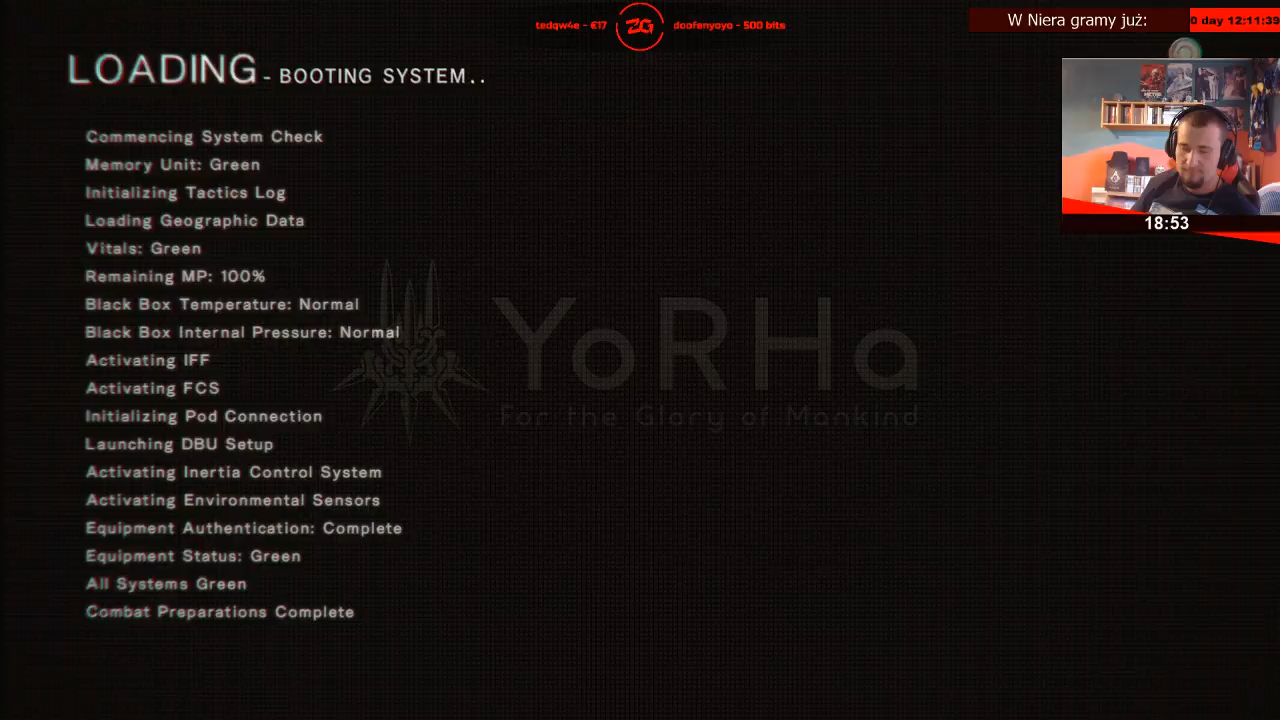 tedqw4e - €17
ZG
doofenyoyo - 500 bits
W Niera gramy już:
0 day 12:11:39
LOADING - BOOTING SYSTEM..
Commencing System Check
Memory Unit: Green
Initializing Tactics Log
Loading Geographic Data
Vitals: Green
Remaining MP: 100%
Black Box Temperature: Normal
Black Box Internal Pressure: Normal
Activating IFF
Activating FCS
Initializing Pod Connection
Launching DBU Setup
Activating Inertia Control System
Activating Environmental Sensors
Equipment Authentication: Complete
Equipment Status: Green
All Systems Green
Combat Preparations Complete
YoRHa
For the Glory of Mankind
18:53